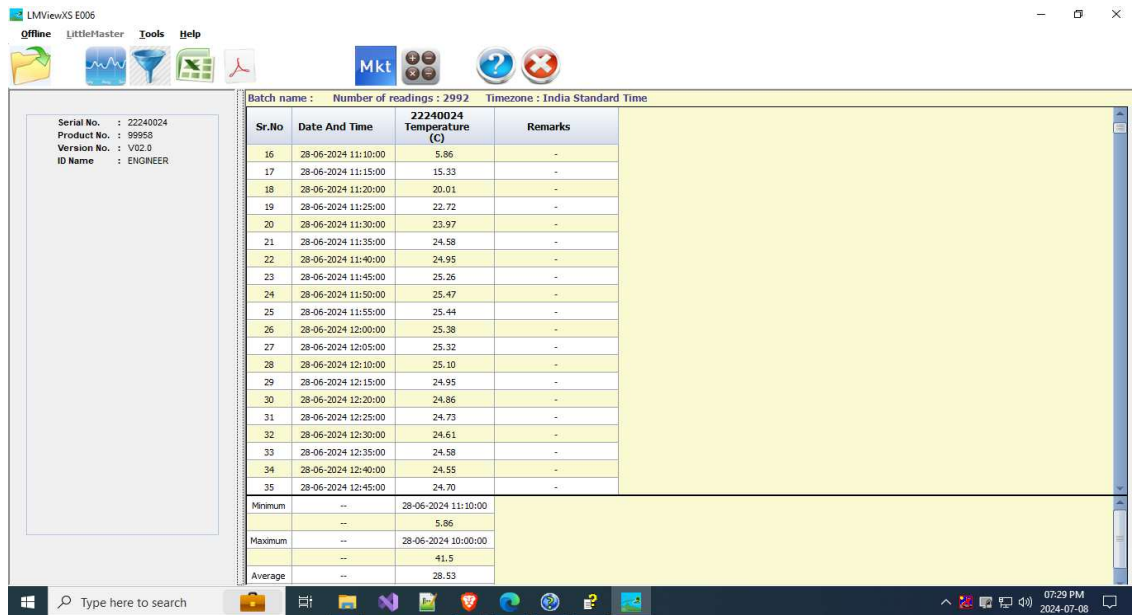 LMViewXS E006
Offline LittleMaster Tools Help
Mkt
Batch name : Number of readings : 2992 Timezone : India Standard Time
Serial No. : 22240024
Product No. : 99958
Version No. : V02.0
ID Name : ENGINEER
Sr.No Date And Time 22240024 Temperature (C) Remarks
16 28-06-2024 11:10:00 5.86 -
17 28-06-2024 11:15:00 15.33 -
18 28-06-2024 11:20:00 20.01 -
19 28-06-2024 11:25:00 22.72 -
20 28-06-2024 11:30:00 23.97 -
21 28-06-2024 11:35:00 24.58 -
22 28-06-2024 11:40:00 24.95 -
23 28-06-2024 11:45:00 25.26 -
24 28-06-2024 11:50:00 25.47 -
25 28-06-2024 11:55:00 25.44 -
26 28-06-2024 12:00:00 25.38 -
27 28-06-2024 12:05:00 25.32 -
28 28-06-2024 12:10:00 25.10 -
29 28-06-2024 12:15:00 24.95 -
30 28-06-2024 12:20:00 24.86 -
31 28-06-2024 12:25:00 24.73 -
32 28-06-2024 12:30:00 24.61 -
33 28-06-2024 12:35:00 24.58 -
34 28-06-2024 12:40:00 24.55 -
35 28-06-2024 12:45:00 24.70 -
Minimum -- 28-06-2024 11:10:00
-- 5.86
Maximum -- 28-06-2024 10:00:00
-- 41.5
Average -- 28.53
Type here to search
07:29 PM
2024-07-08